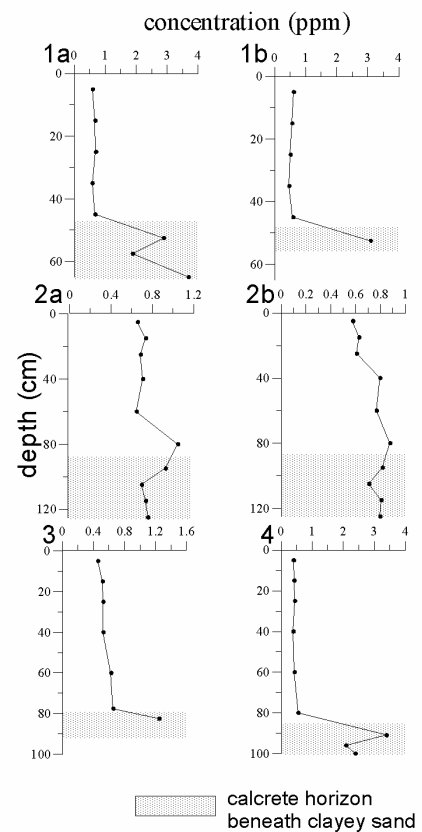 concentration (ppm)
1a
0 1 2 3 4
0
20
40
60
1b
0 1 2 3 4
0
20
40
60
2a
0 0.4 0.8 1.2
0
40
80
120
2b
0 0.2 0.4 0.6 0.8 1
0
40
80
120
depth (cm)
3
0 0.4 0.8 1.2 1.6
0
20
40
60
80
100
4
0 1 2 3 4
0
20
40
60
80
100
calcrete horizon
beneath clayey sand